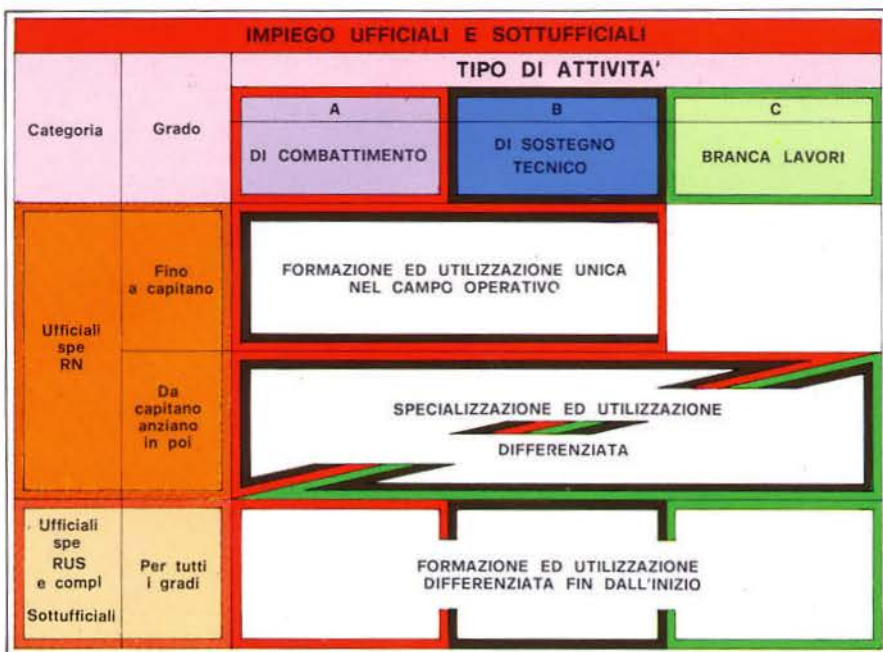 IMPIEGO UFFICIALI E SOTTUFFICIALI
TIPO DI ATTIVITA'
Categoria
Grado
A
DI COMBATTIMENTO
B
DI SOSTEGNO
TECNICO
C
BRANCA LAVORI
Ufficiali
spe
RN
Fino
a capitano
FORMAZIONE ED UTILIZZAZIONE UNICA
NEL CAMPO OPERATIVO
Da
capitano
anziano
in poi
SPECIALIZZAZIONE ED UTILIZZAZIONE
DIFFERENZIATA
Ufficiali
spe
RUS
e compl
Sottufficiali
Per tutti
i gradi
FORMAZIONE ED UTILIZZAZIONE
DIFFERENZIATA FIN DALL'INIZIO